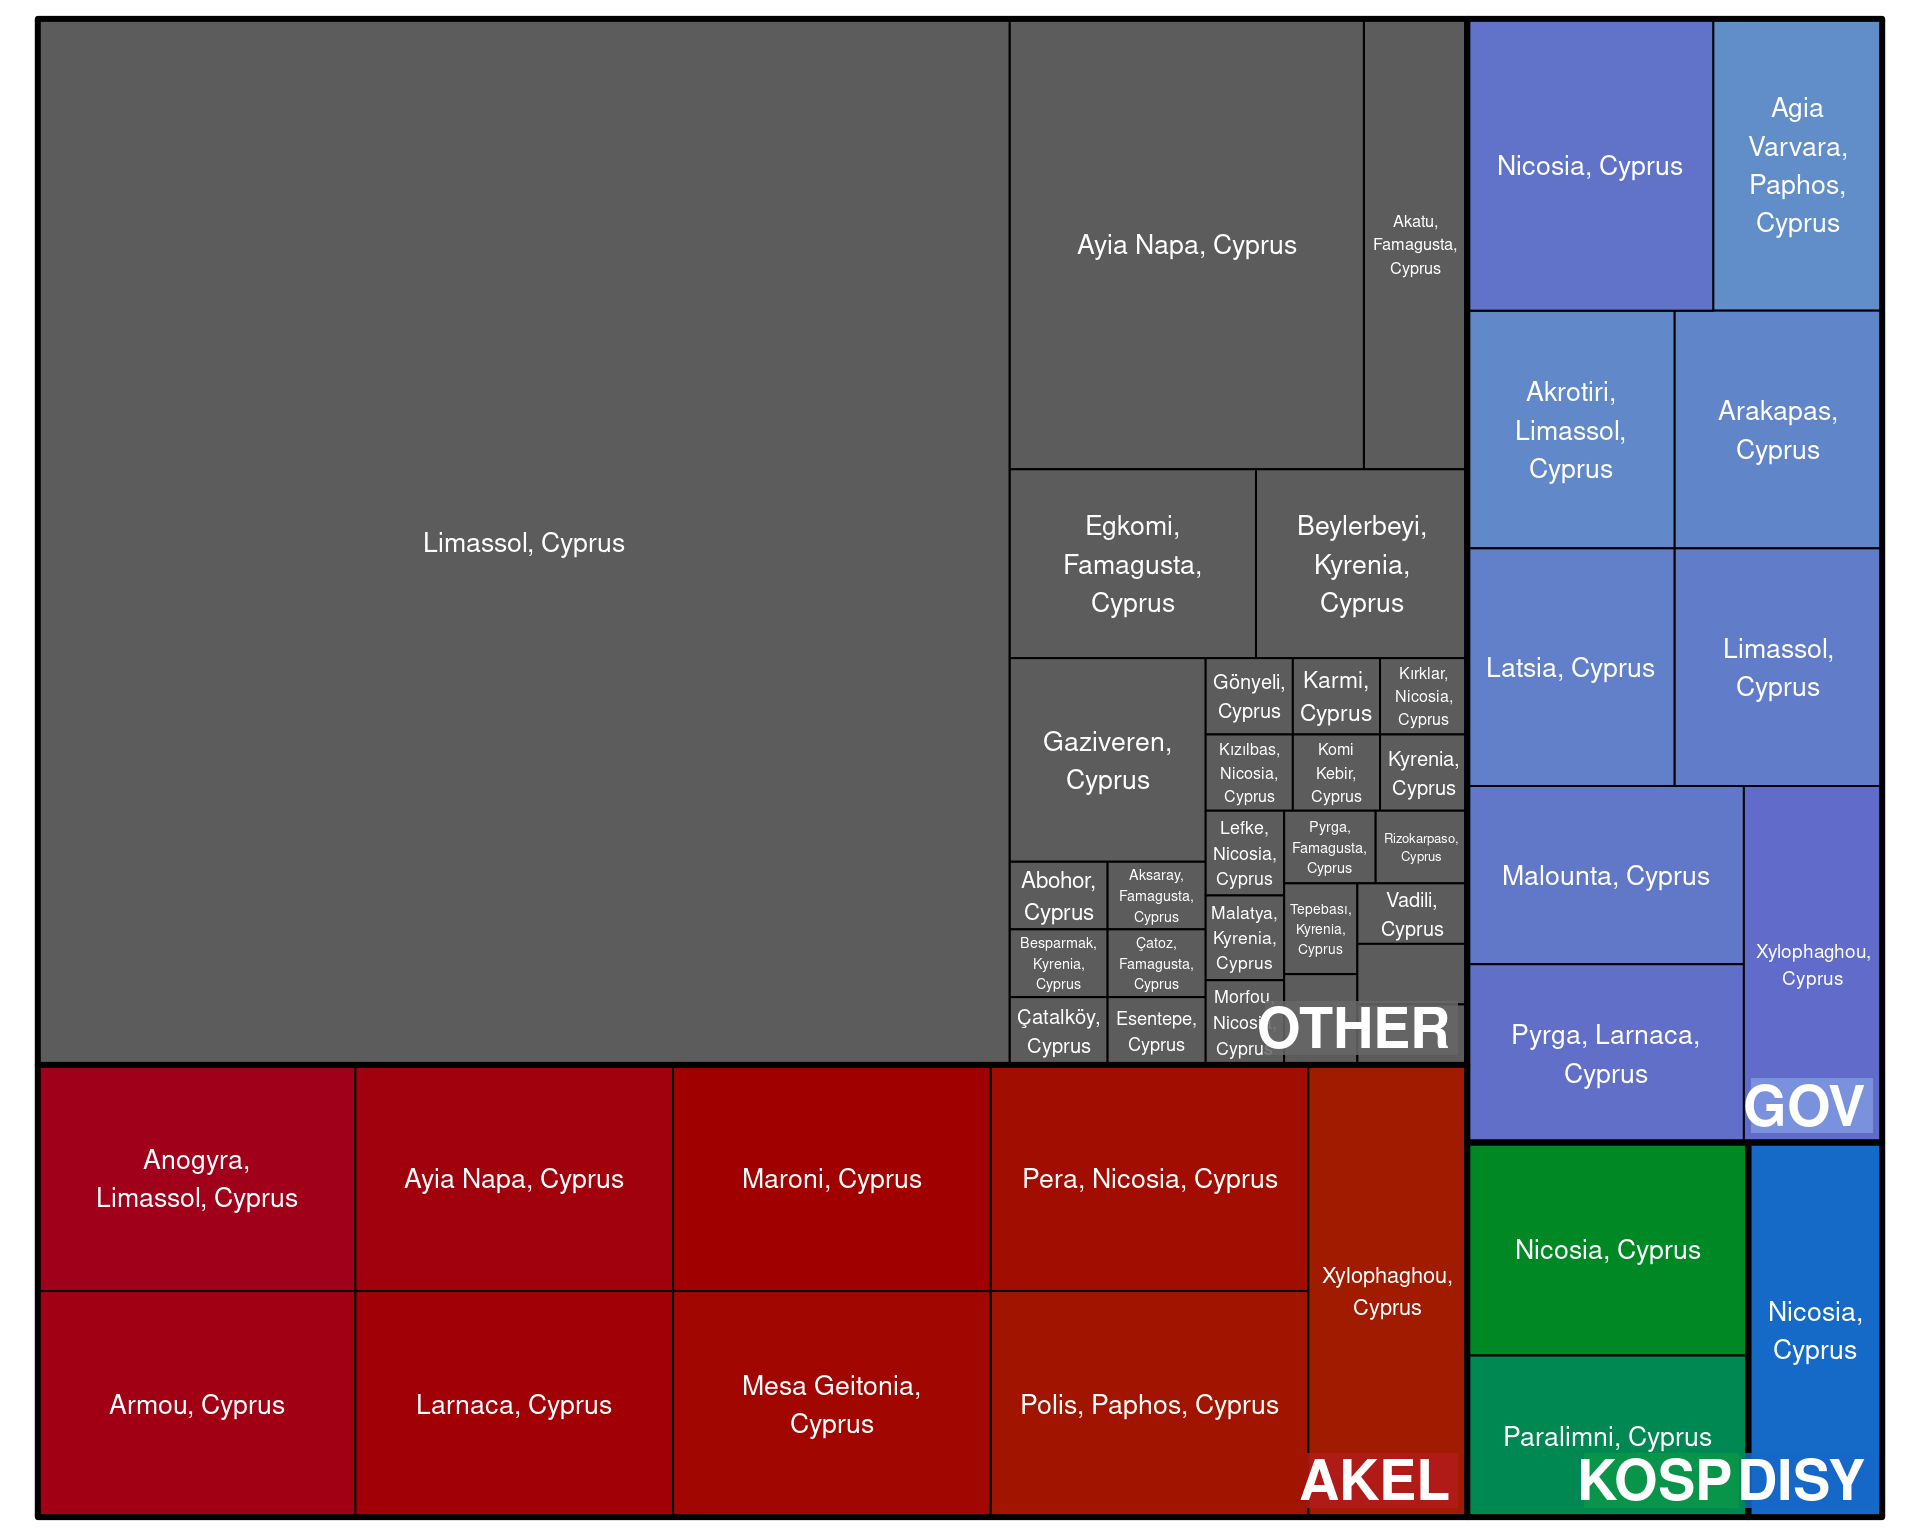 Limassol, Cyprus
Ayia Napa, Cyprus
Akatu,
Famagusta,
Cyprus
Egkomi,
Famagusta,
Cyprus
Beylerbeyi,
Kyrenia,
Cyprus
Gaziveren,
Cyprus
Gönyeli,
Cyprus
Karmi,
Cyprus
Kırklar,
Nicosia,
Cyprus
Kızılbas,
Nicosia,
Cyprus
Komi
Kebir,
Cyprus
Kyrenia,
Cyprus
Abohor,
Cyprus
Aksaray,
Famagusta,
Cyprus
Besparmak,
Kyrenia,
Cyprus
Çatoz,
Famagusta,
Cyprus
Çatalköy,
Cyprus
Esentepe,
Cyprus
Lefke,
Nicosia,
Cyprus
Malatya,
Kyrenia,
Cyprus
Morfou,
Nicosia,
Cyprus
Pyrga,
Famagusta,
Cyprus
Rizokarpaso,
Cyprus
Tepebası,
Kyrenia,
Cyprus
Vadili,
Cyprus
OTHER
Nicosia, Cyprus
Agia
Varvara,
Paphos,
Cyprus
Akrotiri,
Limassol,
Cyprus
Arakapas,
Cyprus
Latsia, Cyprus
Limassol,
Cyprus
Malounta, Cyprus
Pyrga, Larnaca,
Cyprus
Xylophaghou,
Cyprus
GOV
Anogyra,
Limassol, Cyprus
Ayia Napa, Cyprus
Maroni, Cyprus
Pera, Nicosia, Cyprus
Armou, Cyprus
Larnaca, Cyprus
Mesa Geitonia,
Cyprus
Polis, Paphos, Cyprus
Xylophaghou,
Cyprus
AKEL
Nicosia, Cyprus
Paralimni, Cyprus
KOSP
Nicosia,
Cyprus
DISY